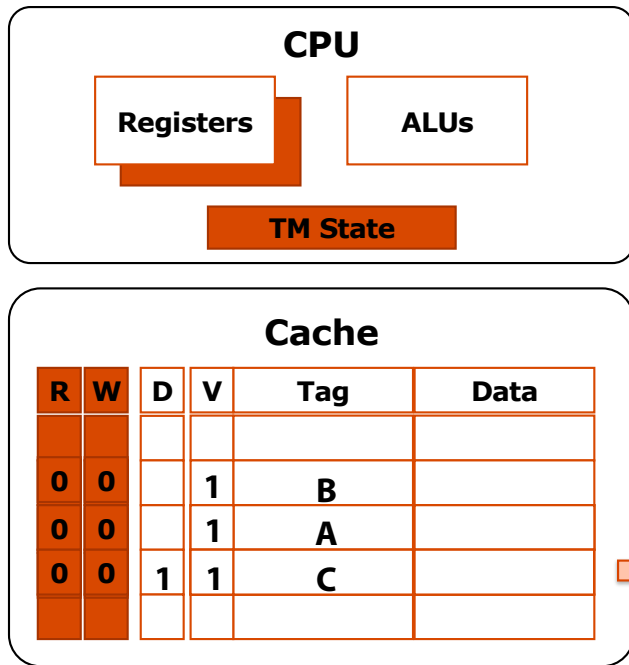 CPU
Registers ALUs
TM State
Cache
R W D V Tag Data
0 0 1 B
0 0 1 A
0 0 1 1 C